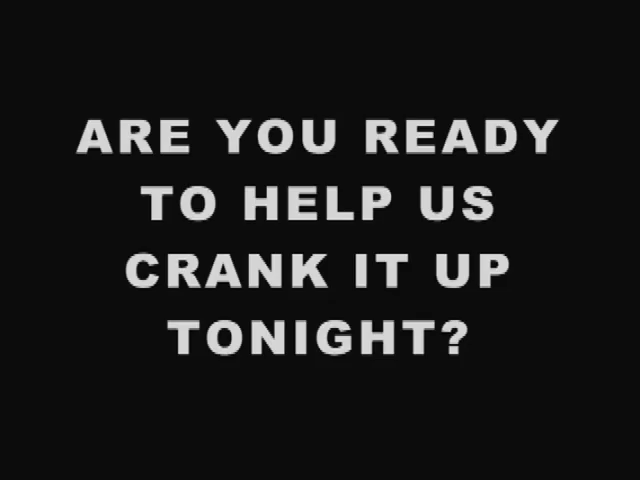 ARE YOU READY
TO HELP US
CRANK IT UP
TONIGHT?